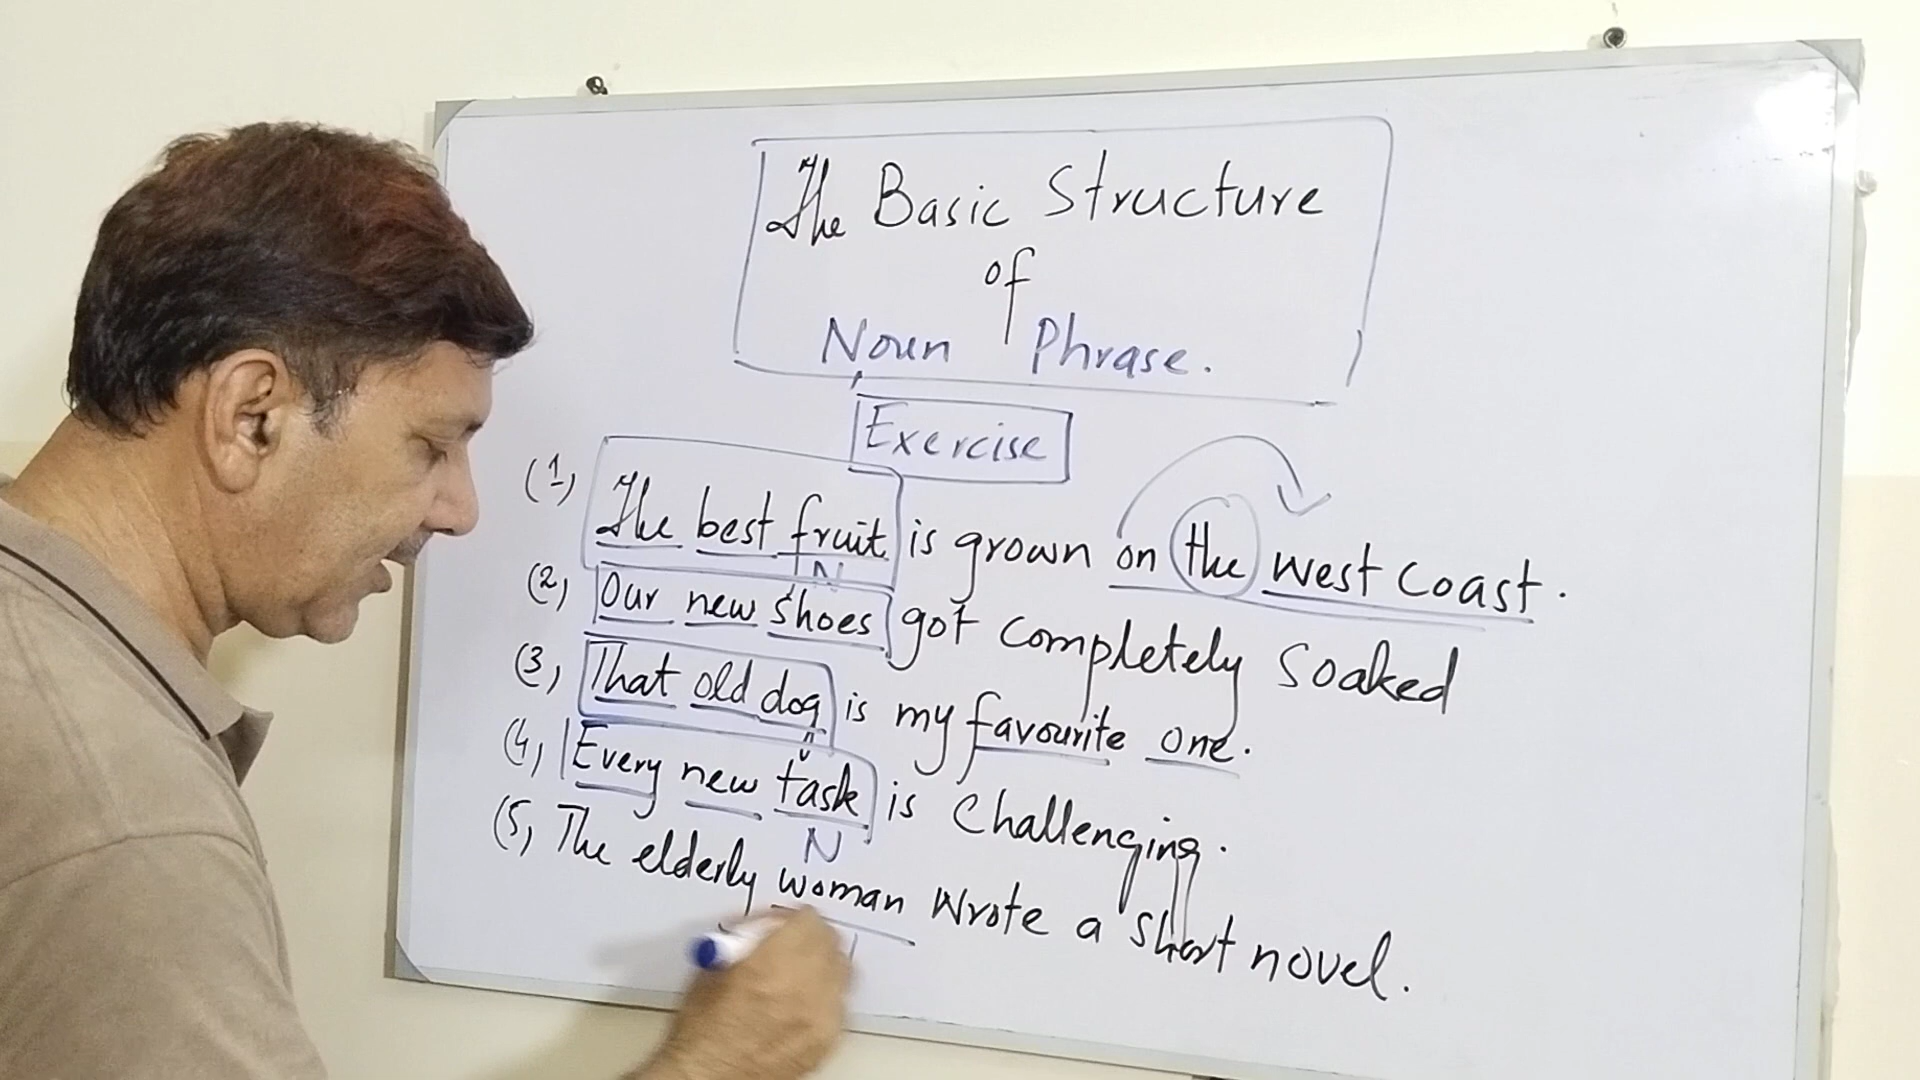 The Basic Structure
of
Noun Phrase.
Exercise
(1) The best fruit is grown on the west coast.
N
(2) Our new shoes got completely soaked
(3) That old dog is my favourite one.
(4) Every new task is challenging.
N
(5) The elderly woman wrote a short novel.